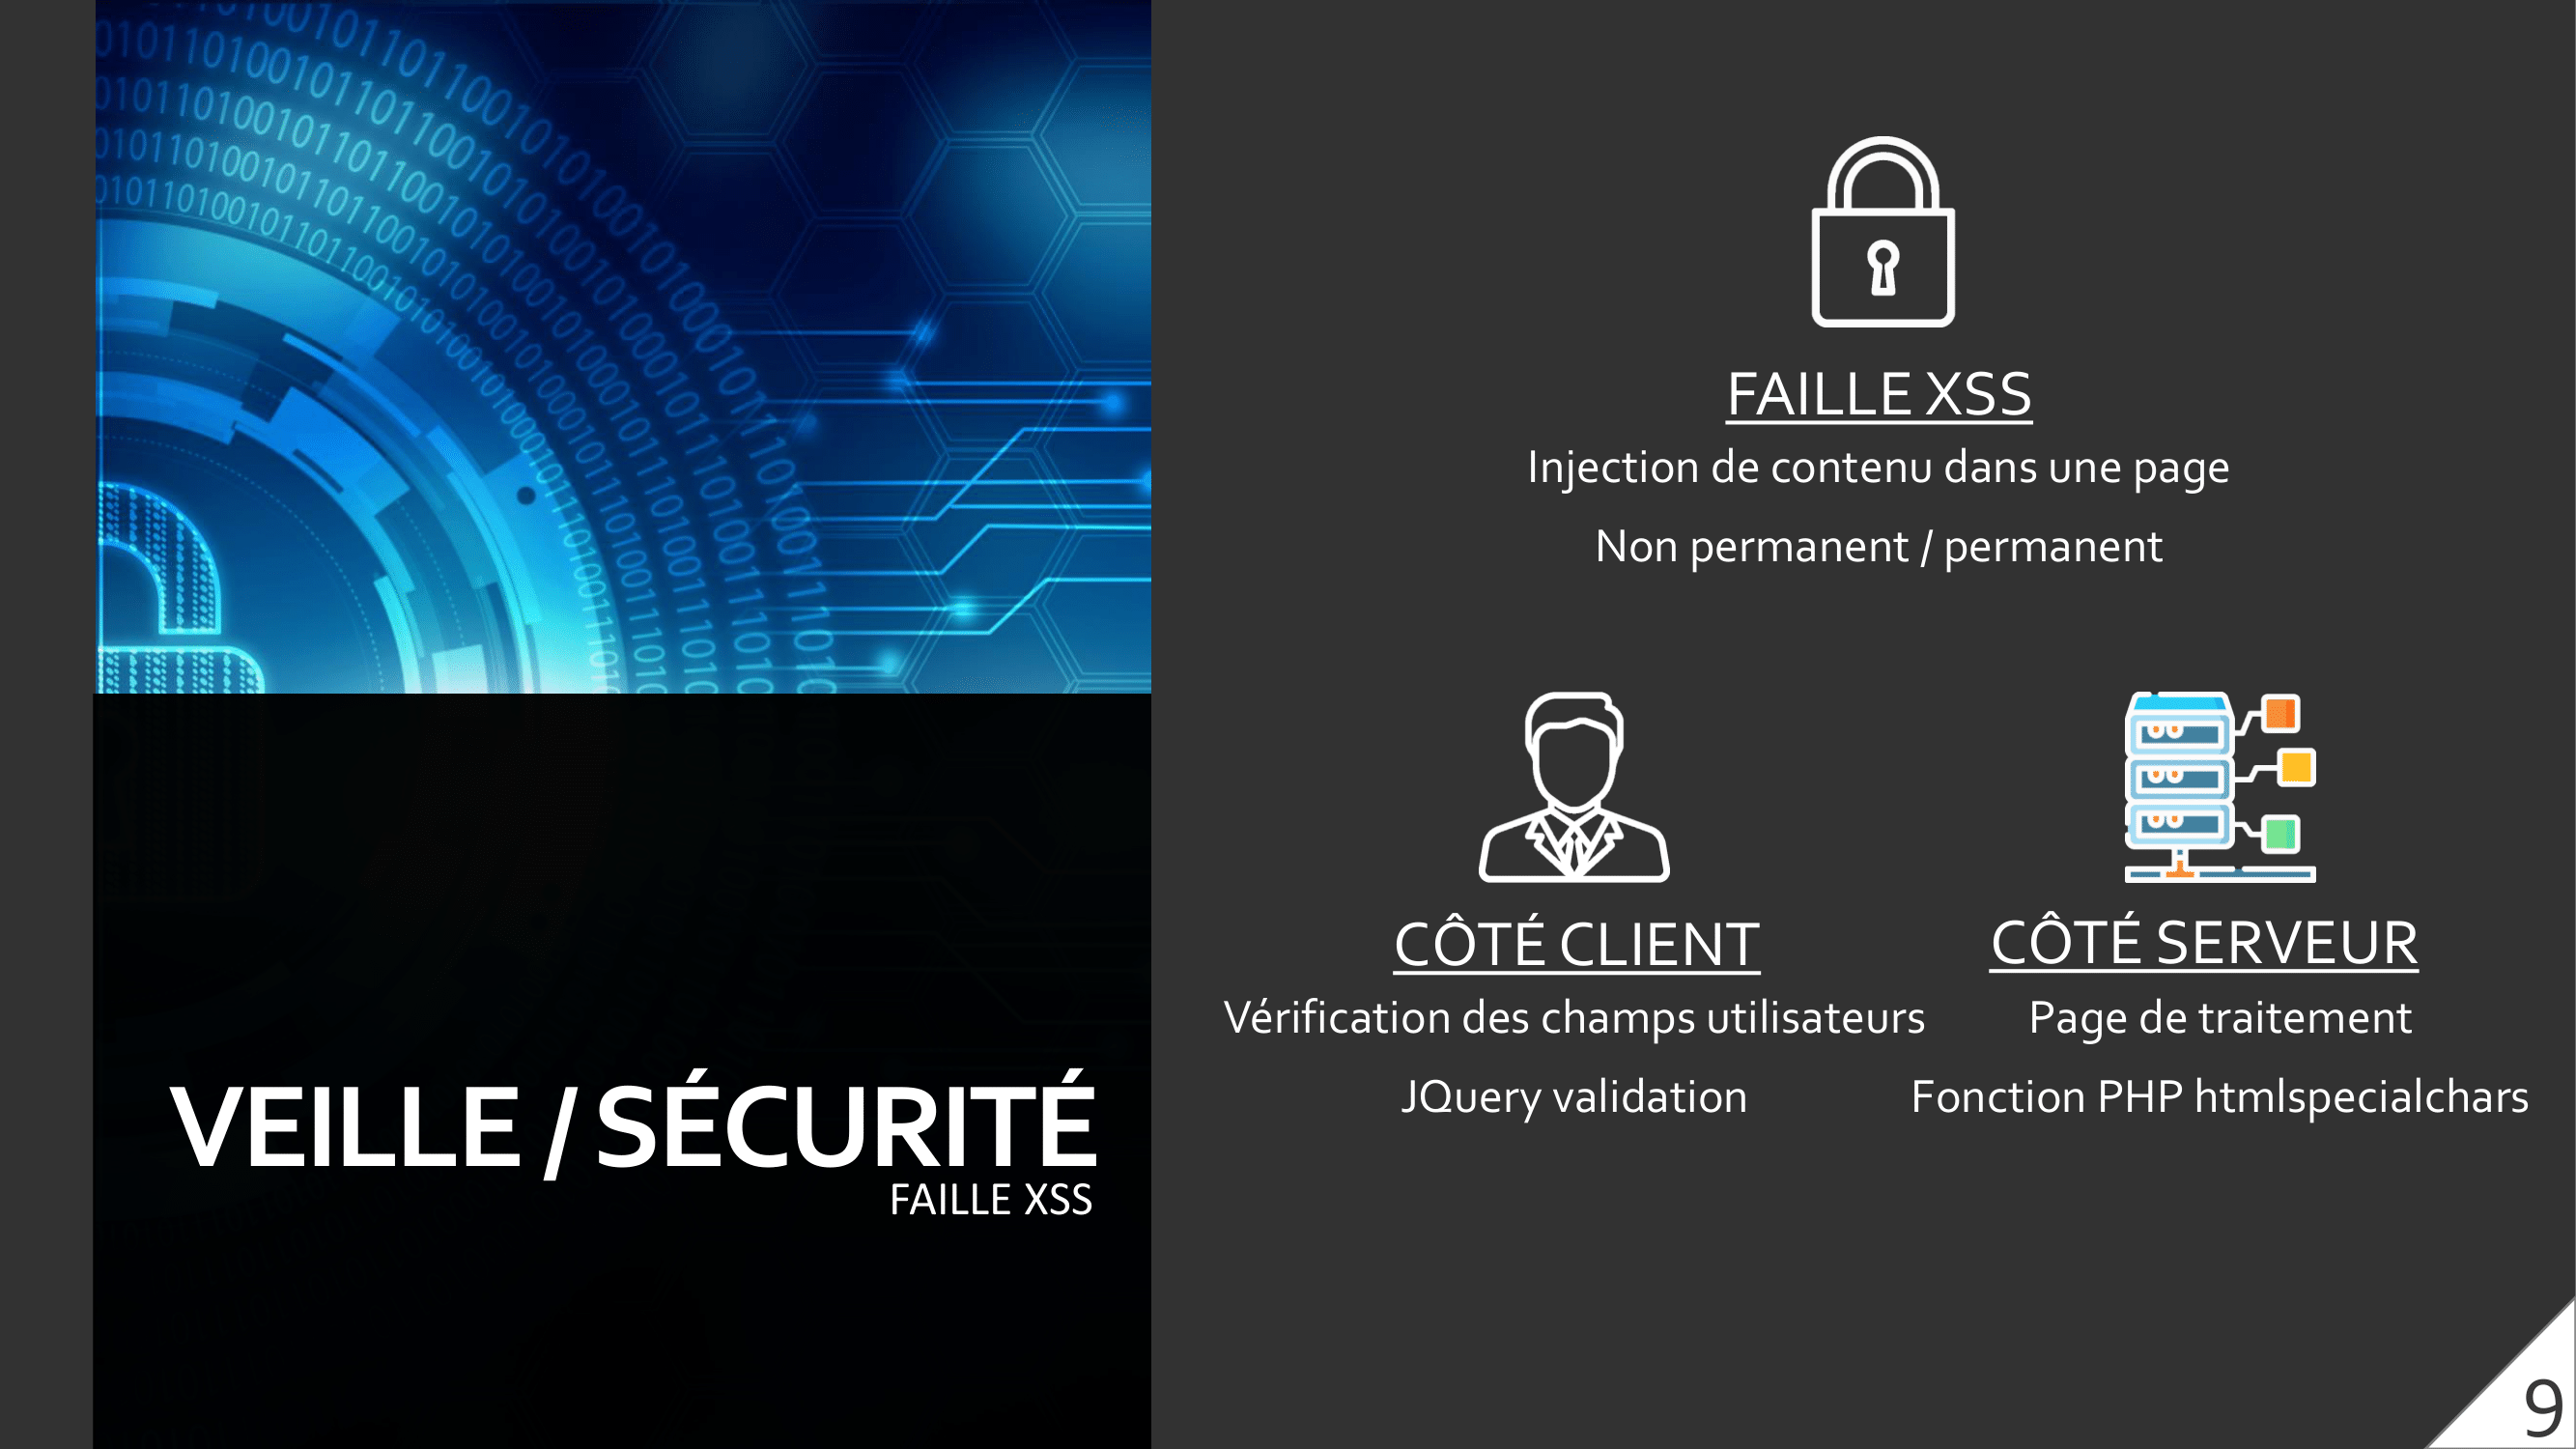 VEILLE / SÉCURITÉ
FAILLE XSS
FAILLE XSS
Injection de contenu dans une page
Non permanent / permanent
CÔTÉ CLIENT
Vérification des champs utilisateurs
JQuery validation
CÔTÉ SERVEUR
Page de traitement
Fonction PHP htmlspecialchars
9